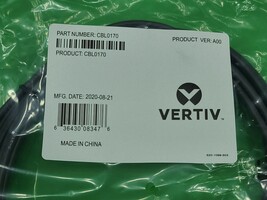 PART NUMBER: CBL0170
PRODUCT VER: A00
PRODUCT: CBL0170
MFG. DATE: 2020-08-21
VERTIV
6 36430 08347 6
MADE IN CHINA